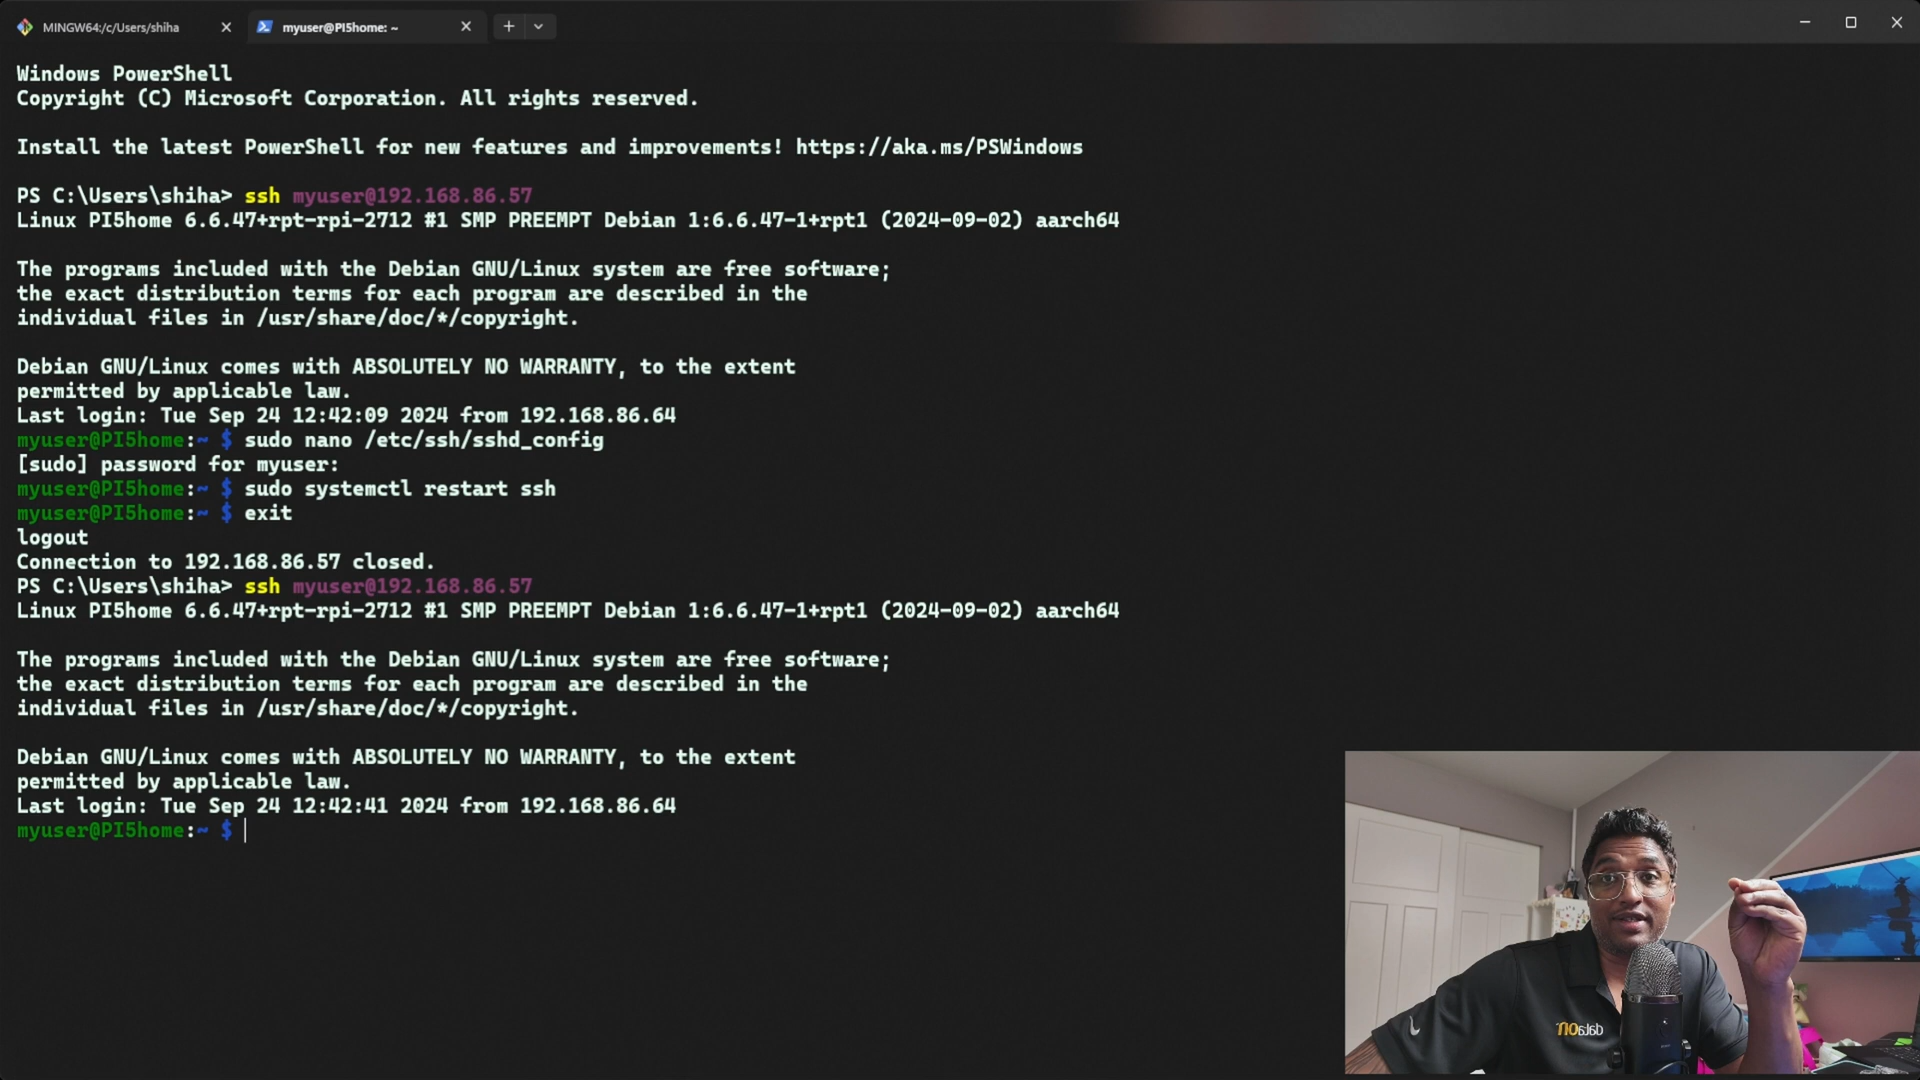 MINGW64:/c/Users/shiha
myuser@PI5home: ~
Windows PowerShell
Copyright (C) Microsoft Corporation. All rights reserved.
Install the latest PowerShell for new features and improvements! https://aka.ms/PSWindows
PS C:\Users\shiha> ssh myuser@192.168.86.57
Linux PI5home 6.6.47+rpt-rpi-2712 #1 SMP PREEMPT Debian 1:6.6.47-1+rpt1 (2024-09-02) aarch64
The programs included with the Debian GNU/Linux system are free software;
the exact distribution terms for each program are described in the
individual files in /usr/share/doc/*/copyright.
Debian GNU/Linux comes with ABSOLUTELY NO WARRANTY, to the extent
permitted by applicable law.
Last login: Tue Sep 24 12:42:09 2024 from 192.168.86.64
myuser@PI5home:~ $ sudo nano /etc/ssh/sshd_config
[sudo] password for myuser:
myuser@PI5home:~ $ sudo systemctl restart ssh
myuser@PI5home:~ $ exit
logout
Connection to 192.168.86.57 closed.
PS C:\Users\shiha> ssh myuser@192.168.86.57
Linux PI5home 6.6.47+rpt-rpi-2712 #1 SMP PREEMPT Debian 1:6.6.47-1+rpt1 (2024-09-02) aarch64
The programs included with the Debian GNU/Linux system are free software;
the exact distribution terms for each program are described in the
individual files in /usr/share/doc/*/copyright.
Debian GNU/Linux comes with ABSOLUTELY NO WARRANTY, to the extent
permitted by applicable law.
Last login: Tue Sep 24 12:42:41 2024 from 192.168.86.64
myuser@PI5home:~ $
dataon